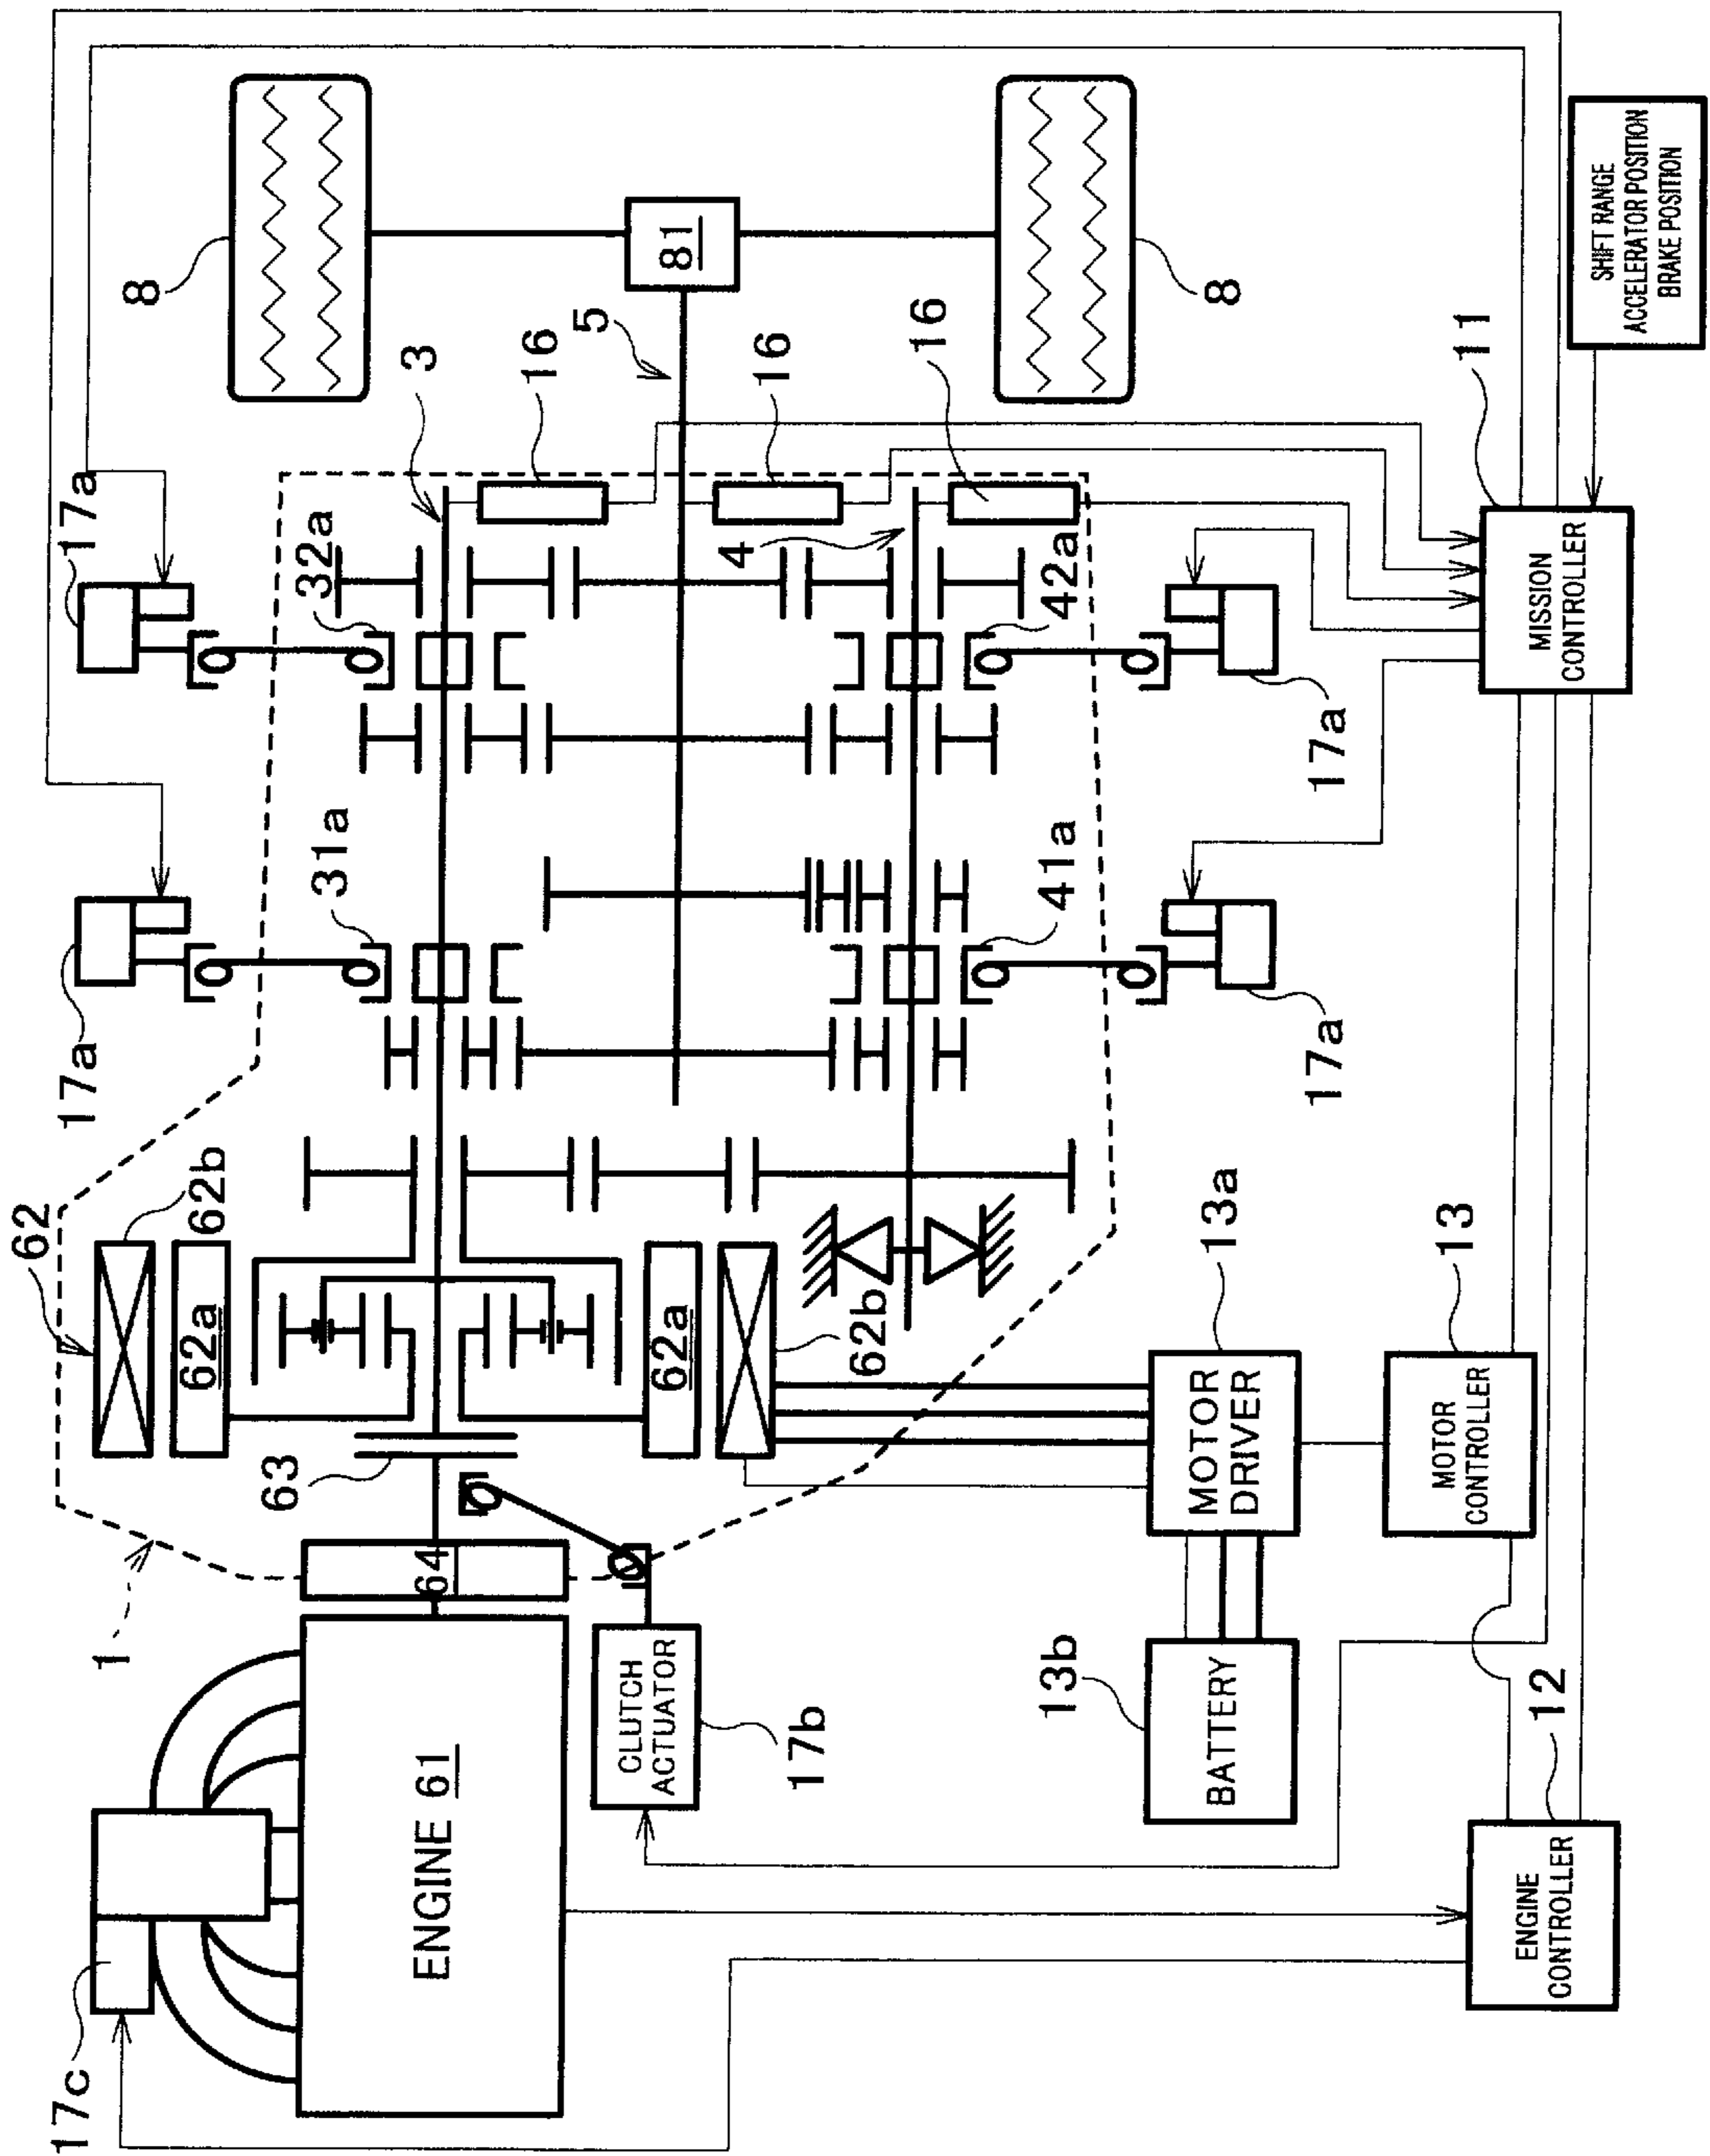 62
17c
17a
17a
1
8
62b
62a
63
31a
32a
3
64
ENGINE 61
16
5
62a
CLUTCH
ACTUATOR
81
4
16
17b
62b
16
13b
41a
42a
BATTERY
MOTOR
DRIVER
13a
8
17a
17a
13
11
MOTOR
CONTROLLER
12
ENGINE
CONTROLLER
MISSION
CONTROLLER
SHIFT RANGE
ACCELERATOR POSITION
BRAKE POSITION